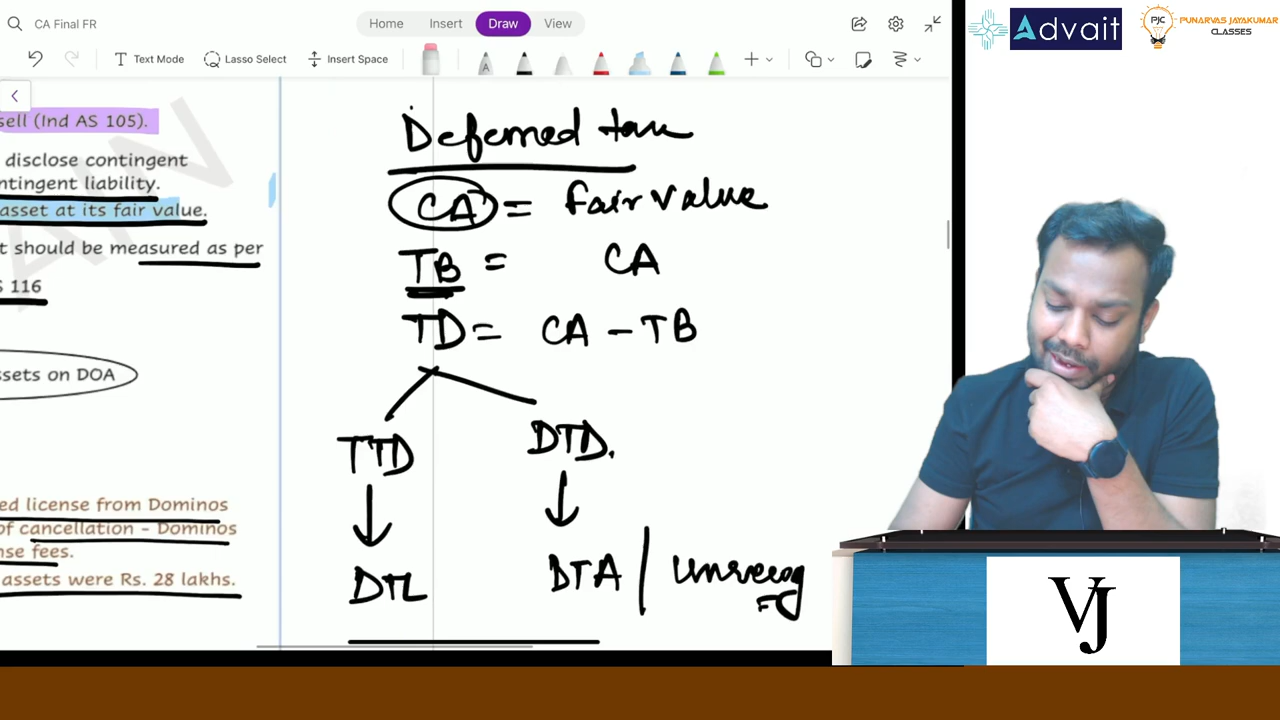 CA Final FR
Home Insert Draw View
Text Mode Lasso Select Insert Space
Advait
PJC
PUNARVAS JAYAKUMAR
CLASSES
sell (Ind AS 105).
disclose contingent
ntingent liability.
asset at its fair value.
t should be measured as per
S 116
ssets on DOA
ed license from Dominos
of cancellation - Dominos
nse fees.
assets were Rs. 28 lakhs.
Deferred tax
CA = fair value
TB = CA
TD = CA - TB
TTD DTD.
DTL DTA |
VJ